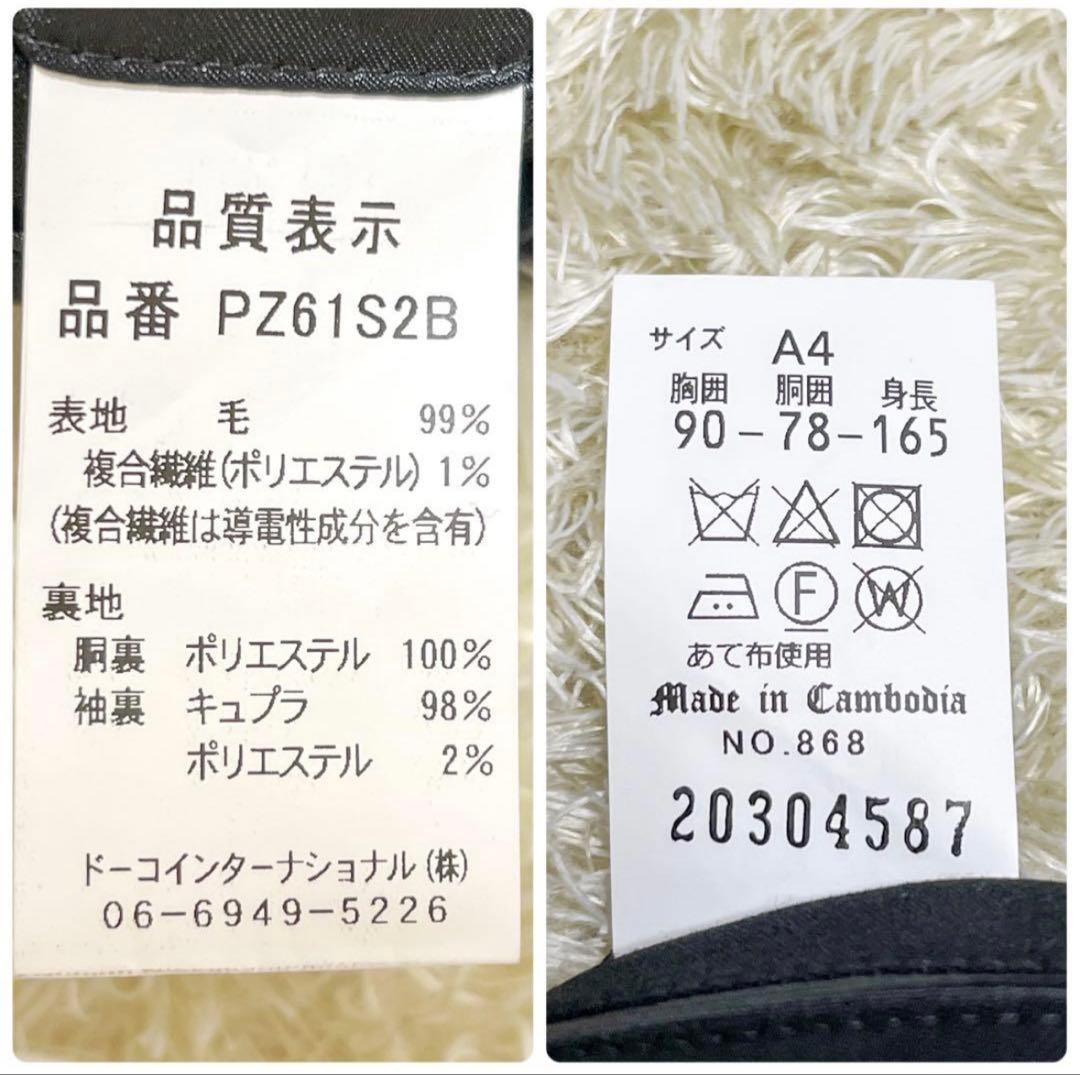 品質表示
品番 PZ61S2B
表地 毛 99%
複合繊維(ポリエステル) 1%
(複合繊維は導電性成分を含有)
裏地
胴裏 ポリエステル 100%
袖裏 キュプラ 98%
ポリエステル 2%
ドーコインターナショナル(株)
06-6949-5226
サイズ A4
胸囲 胴囲 身長
90-78-165
F W
あて布使用
Made in Cambodia
NO.868
20304587